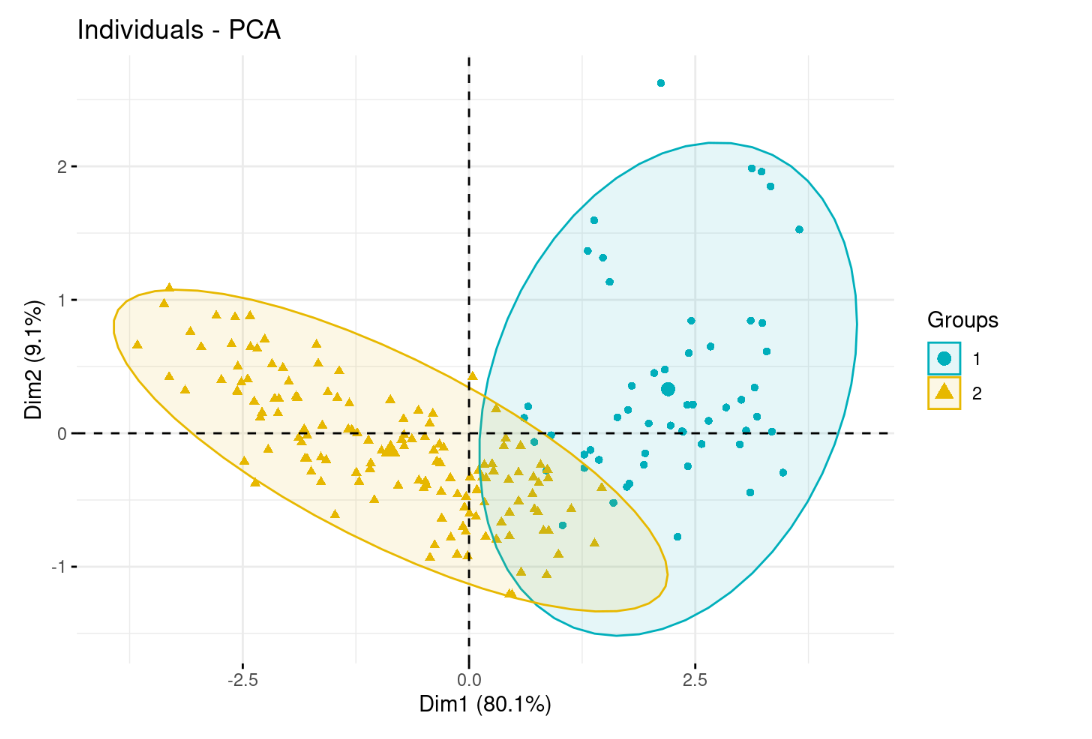 Individuals - PCA
Dim2 (9.1%)
2
1
0
-1
-2.5
0.0
2.5
Dim1 (80.1%)
Groups
1
2